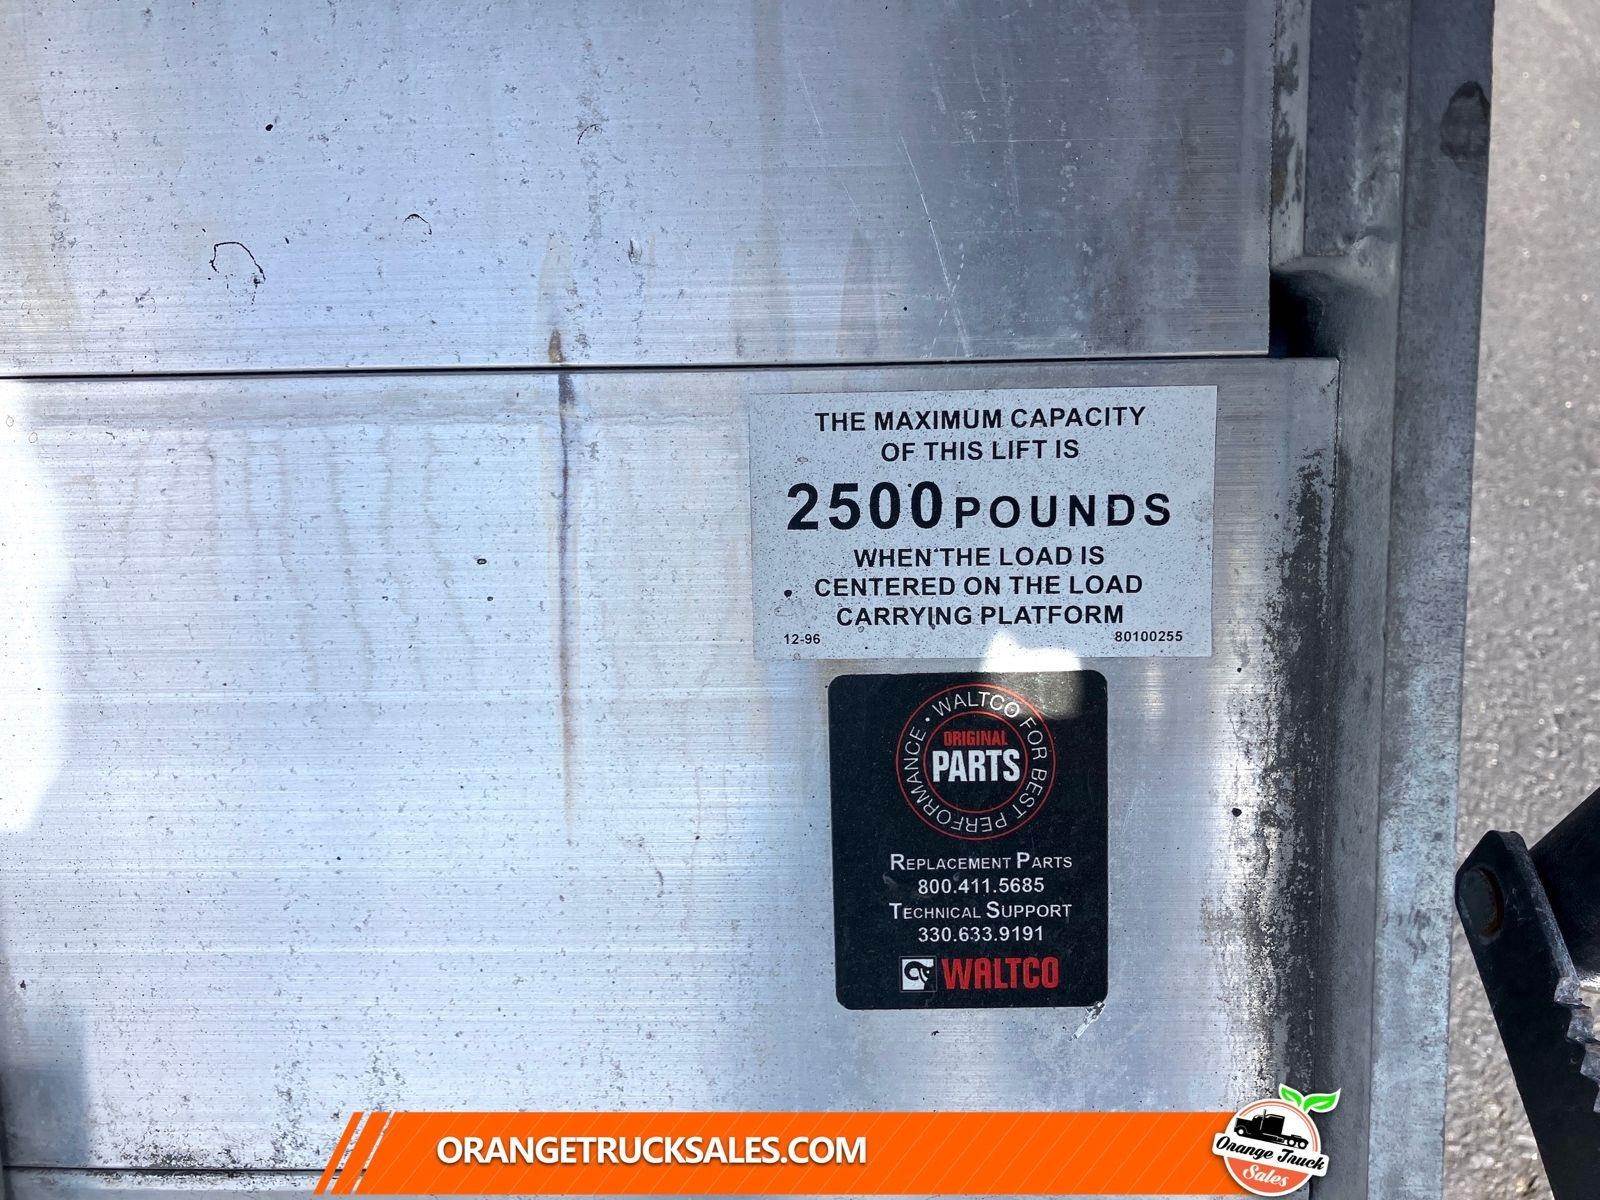 THE MAXIMUM CAPACITY
OF THIS LIFT IS
2500 POUNDS
WHEN THE LOAD IS
CENTERED ON THE LOAD
CARRYING PLATFORM
12-96 80100255
WALTCO FOR BEST PERFORMANCE •
ORIGINAL
PARTS
REPLACEMENT PARTS
800.411.5685
TECHNICAL SUPPORT
330.633.9191
WALTCO
ORANGETRUCKSALES.COM
Orange Truck
Sales